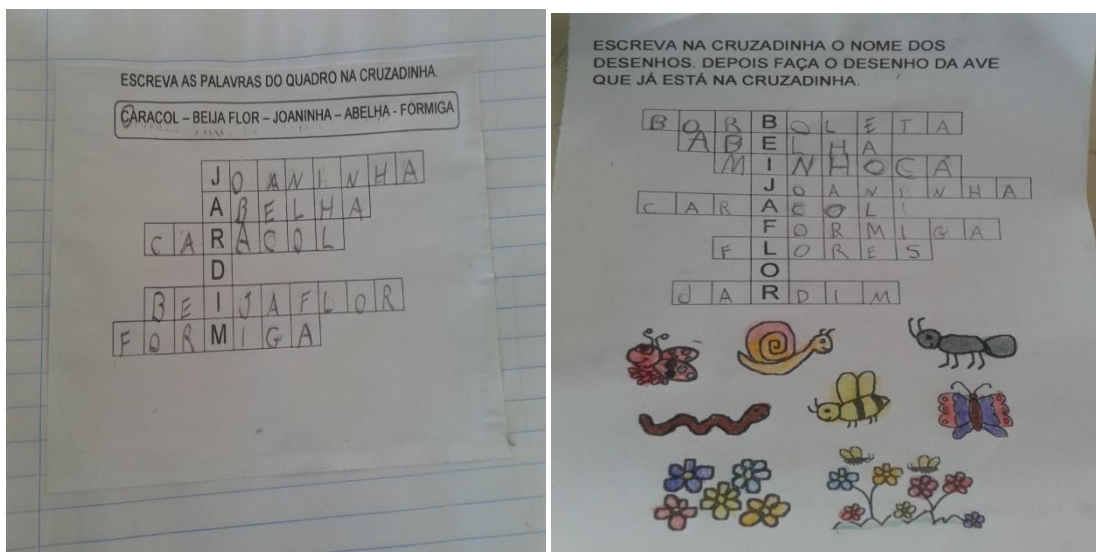 ESCREVA AS PALAVRAS DO QUADRO NA CRUZADINHA.
CARACOL – BEIJA FLOR – JOANINHA – ABELHA - FORMIGA
JOANINHA
ABELHA
CARACOL
D
BEIJAFLOR
FORMIGA
ESCREVA NA CRUZADINHA O NOME DOS
DESENHOS. DEPOIS FAÇA O DESENHO DA AVE
QUE JÁ ESTÁ NA CRUZADINHA.
BORBOLETA
ABELHA
MINHOCA
JOANINHA
CARACOL
FORMIGA
FLORES
O
JARDIM